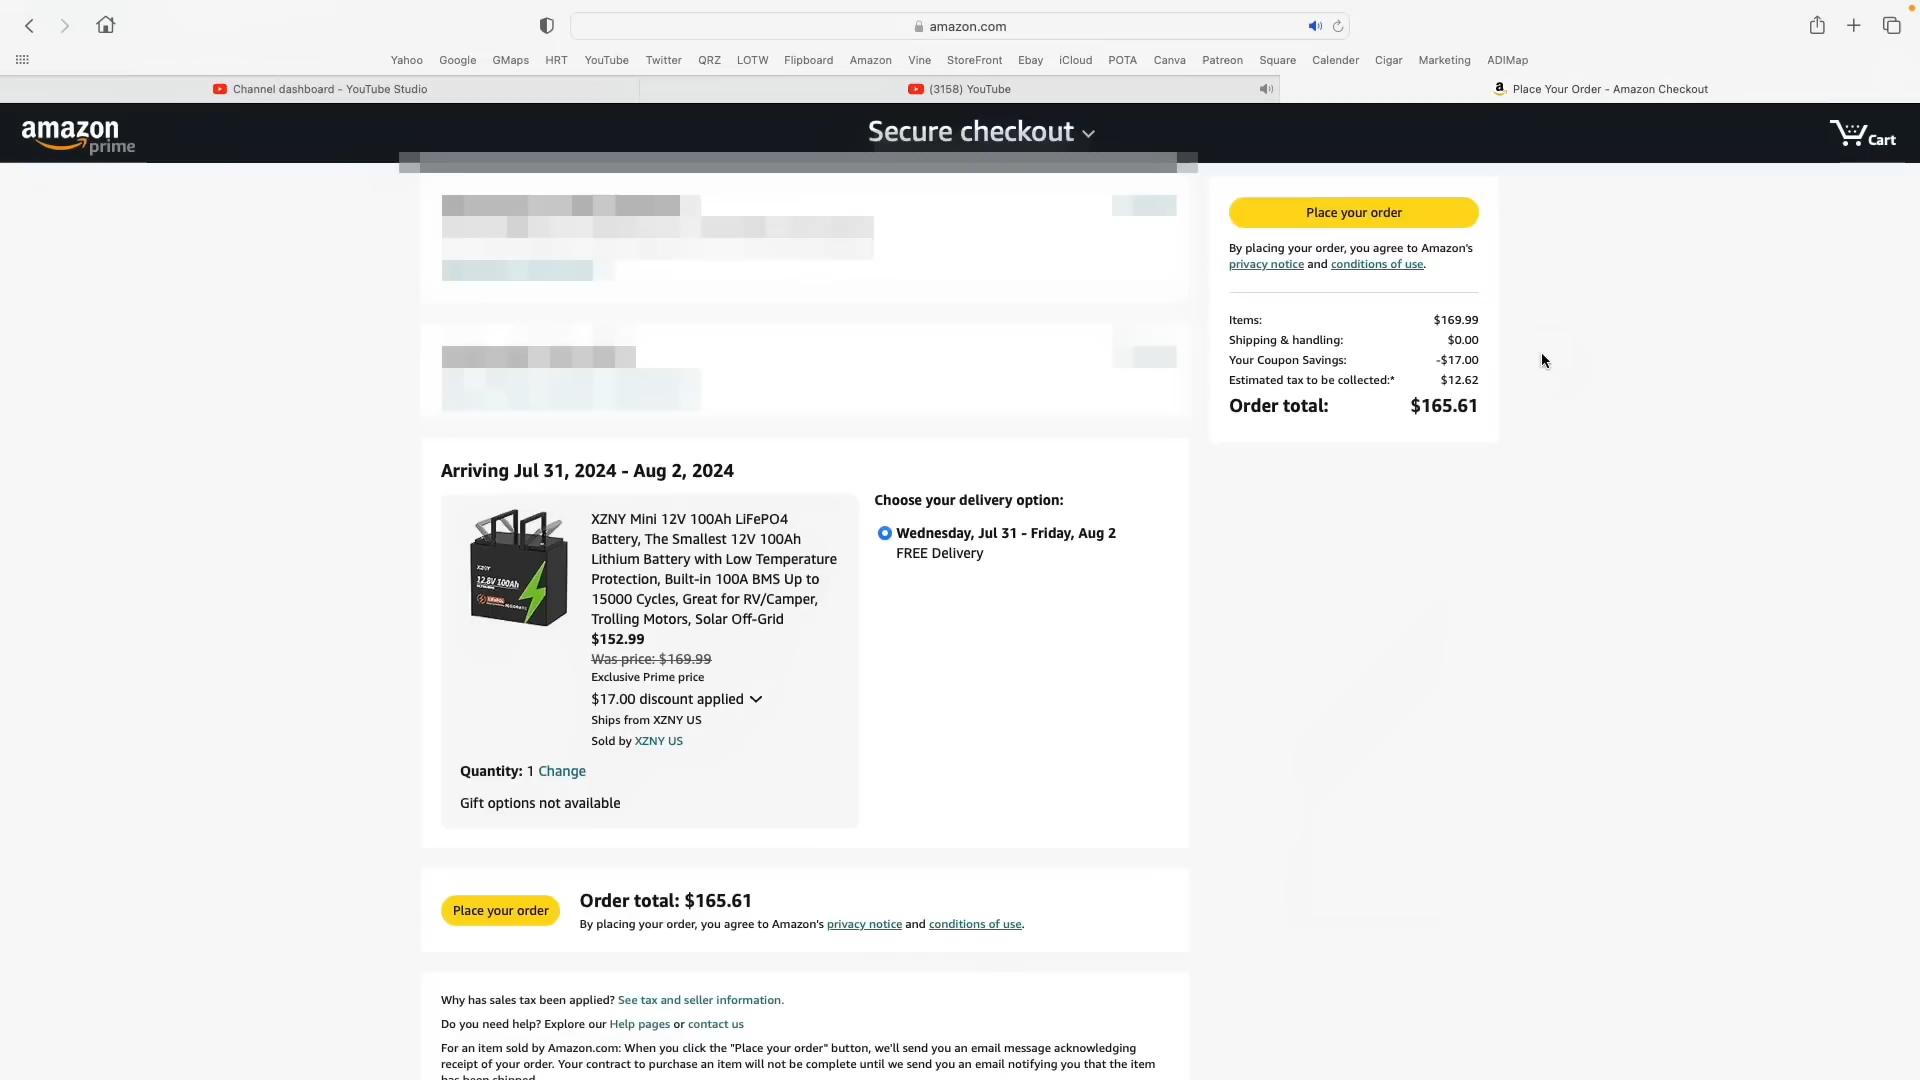 amazon.com
Yahoo Google GMaps HRT YouTube Twitter QRZ LOTW Flipboard Amazon Vine StoreFront Ebay iCloud POTA Canva Patreon Square Calender Cigar Marketing ADIMap
Channel dashboard - YouTube Studio
(3158) YouTube
Place Your Order - Amazon Checkout
amazon prime
Secure checkout
Cart
Place your order
By placing your order, you agree to Amazon's
privacy notice and conditions of use.
Items: $169.99
Shipping & handling: $0.00
Your Coupon Savings: -$17.00
Estimated tax to be collected:* $12.62
Order total: $165.61
Arriving Jul 31, 2024 - Aug 2, 2024
XZNY
12.8V 100Ah
XZNY Mini 12V 100Ah LiFePO4
Battery, The Smallest 12V 100Ah
Lithium Battery with Low Temperature
Protection, Built-in 100A BMS Up to
15000 Cycles, Great for RV/Camper,
Trolling Motors, Solar Off-Grid
$152.99
Was price: $169.99
Exclusive Prime price
$17.00 discount applied
Ships from XZNY US
Sold by XZNY US
Quantity: 1 Change
Gift options not available
Choose your delivery option:
Wednesday, Jul 31 - Friday, Aug 2
FREE Delivery
Place your order
Order total: $165.61
By placing your order, you agree to Amazon's privacy notice and conditions of use.
Why has sales tax been applied? See tax and seller information.
Do you need help? Explore our Help pages or contact us
For an item sold by Amazon.com: When you click the "Place your order" button, we'll send you an email message acknowledging
receipt of your order. Your contract to purchase an item will not be complete until we send you an email notifying you that the item
has been shipped.